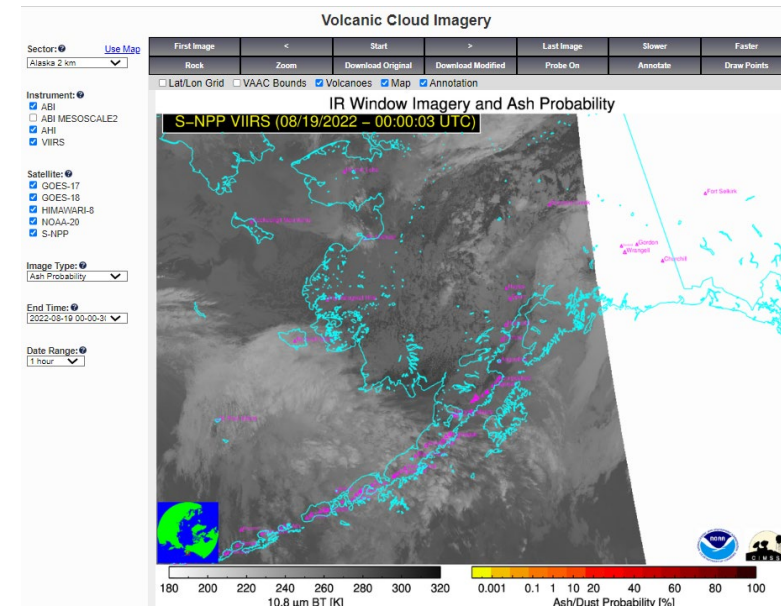 Volcanic Cloud Imagery
Sector: Use Map
Alaska 2 km
Instrument:
ABI
ABI MESOSCALE2
AHI
VIIRS
Satellite:
GOES-17
GOES-18
HIMAWARI-8
NOAA-20
S-NPP
Image Type:
Ash Probability
End Time:
2022-08-19 00-00-3
Date Range:
1 hour
First Image < Start > Last Image Slower Faster
Rock Zoom Download Original Download Modified Probe On Annotate Draw Points
Lat/Lon Grid VAAC Bounds Volcanoes Map Annotation
IR Window Imagery and Ash Probability
S-NPP VIIRS (08/19/2022 - 00:00:03 UTC)
Fort Selkirk
Gordon
Wrangell
Churchill
NOAA
CIMSS
180 200 220 240 260 280 300 320
10.8 µm BT [K]
0.001 0.1 1 10 20 40 60 80 100
Ash/Dust Probability [%]